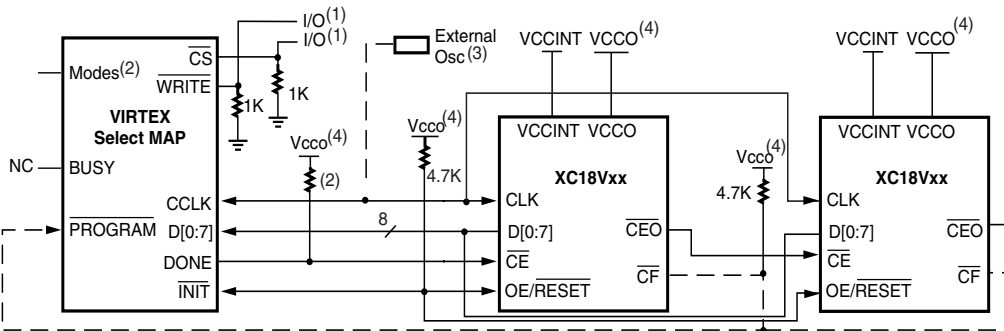 I/O(1)
I/O(1)
External
Osc(3)
VCCINT VCCO(4)
VCCINT VCCO(4)
CS
Modes(2)
WRITE
1K
1K
VIRTEX
Select MAP
VCCINT VCCO
VCCINT VCCO
Vcco(4)
Vcco(4)
Vcco(4)
NC
BUSY
(2)
4.7K
XC18Vxx
4.7K
XC18Vxx
CCLK
CLK
CLK
PROGRAM
D[0:7]
8
D[0:7]
CEO
D[0:7]
CEO
DONE
CE
CF
CE
CF
INIT
OE/RESET
OE/RESET